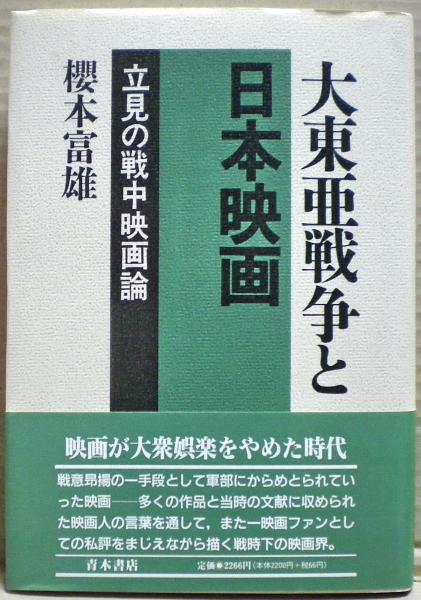 大東亜戦争と
日本映画
立見の戦中映画論
櫻本富雄
映画が大衆娯楽をやめた時代
戦意昂揚の一手段として軍部にからめとられてい
った映画――多くの作品と当時の文献に収められ
た映画人の言葉を通して，また一映画ファンとし
ての私評をまじえながら描く戦時下の映画界。
青木書店
定価●2266円（本体2200円＋税66円）